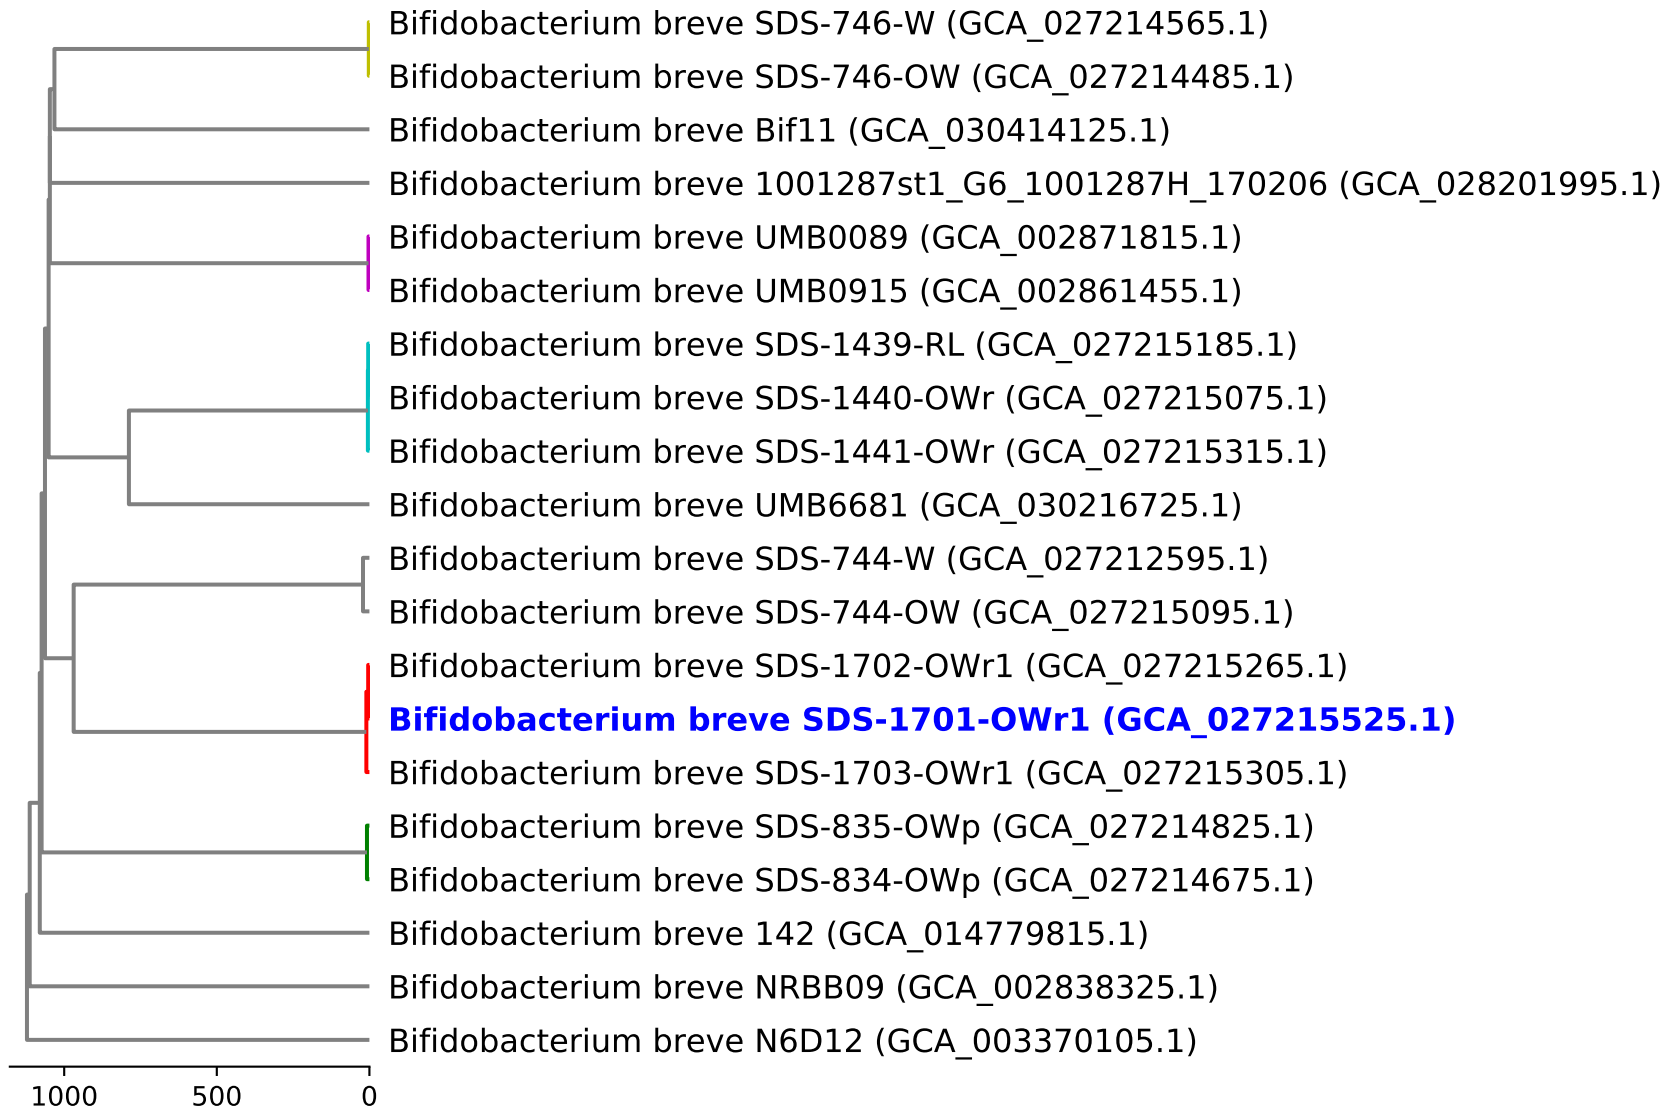 Bifidobacterium breve SDS-746-W (GCA_027214565.1)
Bifidobacterium breve SDS-746-OW (GCA_027214485.1)
Bifidobacterium breve Bif11 (GCA_030414125.1)
Bifidobacterium breve 1001287st1_G6_1001287H_170206 (GCA_028201995.1)
Bifidobacterium breve UMB0089 (GCA_002871815.1)
Bifidobacterium breve UMB0915 (GCA_002861455.1)
Bifidobacterium breve SDS-1439-RL (GCA_027215185.1)
Bifidobacterium breve SDS-1440-OWr (GCA_027215075.1)
Bifidobacterium breve SDS-1441-OWr (GCA_027215315.1)
Bifidobacterium breve UMB6681 (GCA_030216725.1)
Bifidobacterium breve SDS-744-W (GCA_027212595.1)
Bifidobacterium breve SDS-744-OW (GCA_027215095.1)
Bifidobacterium breve SDS-1702-OWr1 (GCA_027215265.1)
Bifidobacterium breve SDS-1701-OWr1 (GCA_027215525.1)
Bifidobacterium breve SDS-1703-OWr1 (GCA_027215305.1)
Bifidobacterium breve SDS-835-OWp (GCA_027214825.1)
Bifidobacterium breve SDS-834-OWp (GCA_027214675.1)
Bifidobacterium breve 142 (GCA_014779815.1)
Bifidobacterium breve NRBB09 (GCA_002838325.1)
Bifidobacterium breve N6D12 (GCA_003370105.1)
1000 500 0